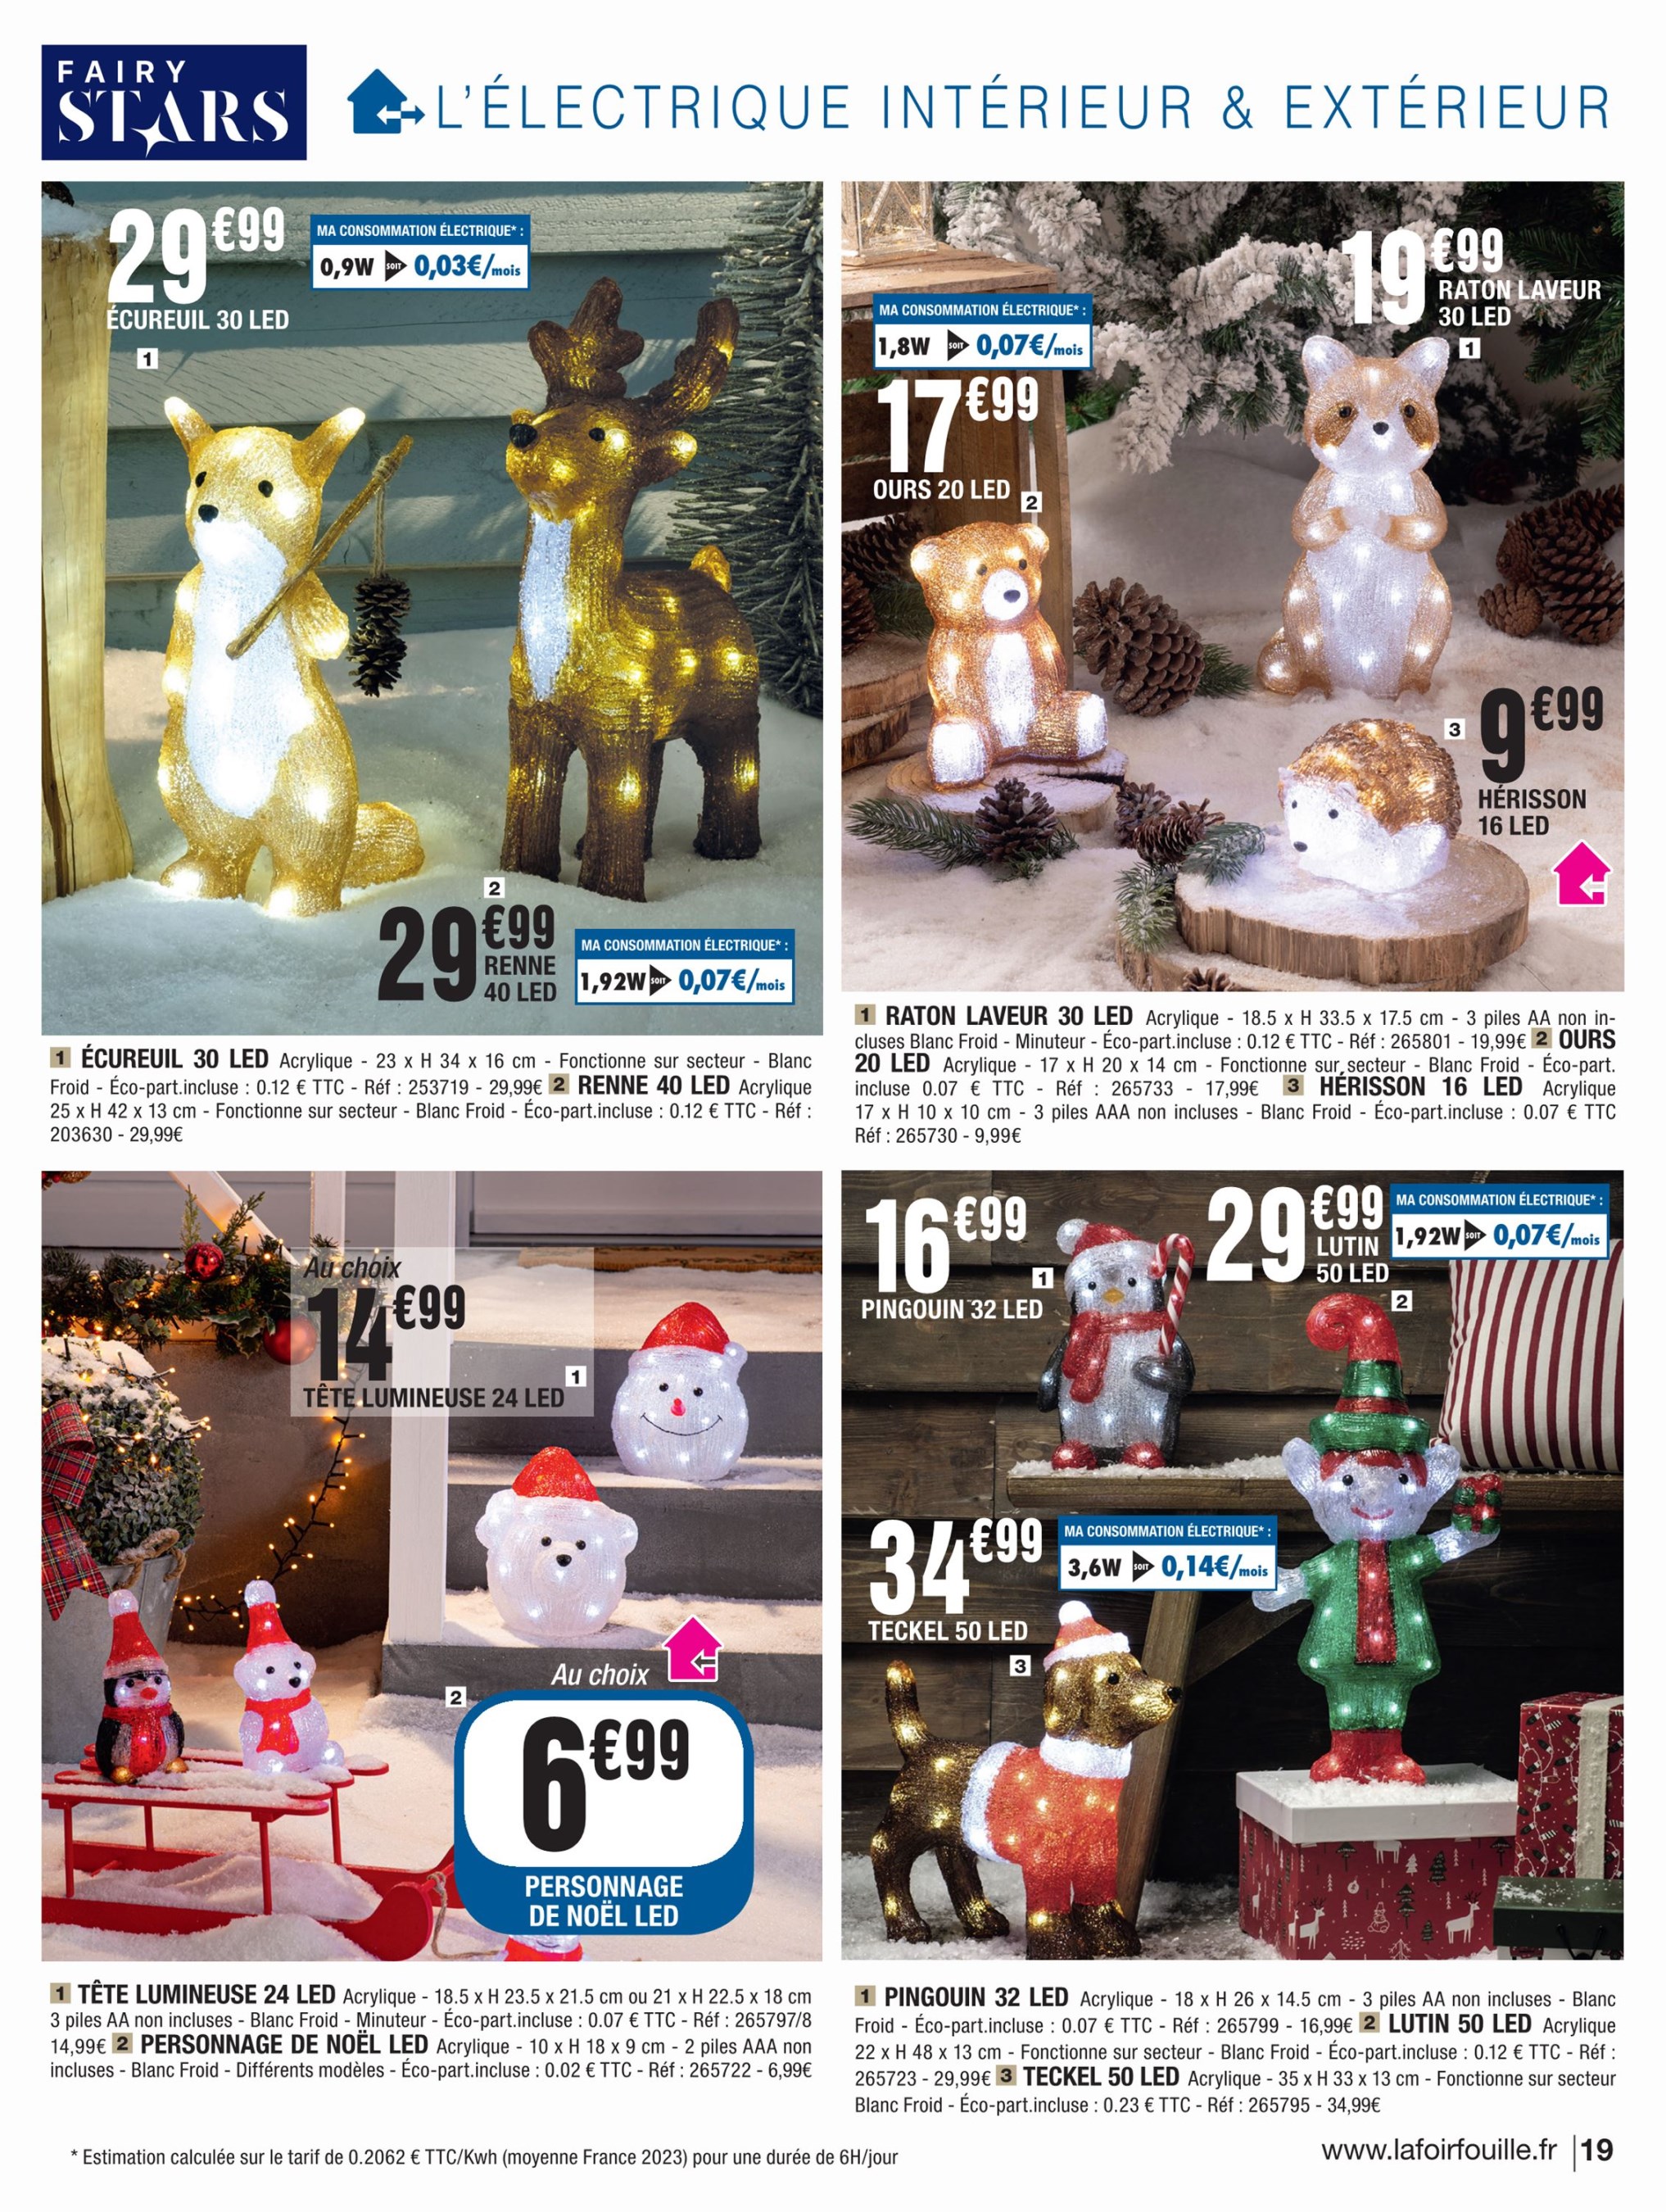 FAIRY
STARS
L'ÉLECTRIQUE INTÉRIEUR & EXTÉRIEUR
29€99
ÉCUREUIL 30 LED
1
MA CONSOMMATION ÉLECTRIQUE* :
0,9W SOIT 0,03€/mois
2
29€99
RENNE
40 LED
MA CONSOMMATION ÉLECTRIQUE* :
1,92W SOIT 0,07€/mois
1 ÉCUREUIL 30 LED Acrylique - 23 x H 34 x 16 cm - Fonctionne sur secteur - Blanc
Froid - Éco-part.incluse : 0.12 € TTC - Réf : 253719 - 29,99€ 2 RENNE 40 LED Acrylique
25 x H 42 x 13 cm - Fonctionne sur secteur - Blanc Froid - Éco-part.incluse : 0.12 € TTC - Réf :
203630 - 29,99€
19€99
RATON LAVEUR
30 LED
1
MA CONSOMMATION ÉLECTRIQUE* :
1,8W SOIT 0,07€/mois
17€99
OURS 20 LED
2
3
9€99
HÉRISSON
16 LED
1 RATON LAVEUR 30 LED Acrylique - 18.5 x H 33.5 x 17.5 cm - 3 piles AA non in-
cluses Blanc Froid - Minuteur - Éco-part.incluse : 0.12 € TTC - Réf : 265801 - 19,99€ 2 OURS
20 LED Acrylique - 17 x H 20 x 14 cm - Fonctionne sur secteur - Blanc Froid - Éco-part.
incluse 0.07 € TTC - Réf : 265733 - 17,99€ 3 HÉRISSON 16 LED Acrylique
17 x H 10 x 10 cm - 3 piles AAA non incluses - Blanc Froid - Éco-part.incluse : 0.07 € TTC
Réf : 265730 - 9,99€
Au choix
14€99
TÊTE LUMINEUSE 24 LED
1
2
Au choix
6€99
PERSONNAGE
DE NOËL LED
1 TÊTE LUMINEUSE 24 LED Acrylique - 18.5 x H 23.5 x 21.5 cm ou 21 x H 22.5 x 18 cm
3 piles AA non incluses - Blanc Froid - Minuteur - Éco-part.incluse : 0.07 € TTC - Réf : 265797/8
14,99€ 2 PERSONNAGE DE NOËL LED Acrylique - 10 x H 18 x 9 cm - 2 piles AAA non
incluses - Blanc Froid - Différents modèles - Éco-part.incluse : 0.02 € TTC - Réf : 265722 - 6,99€
16€99
PINGOUIN 32 LED
1
29€99
LUTIN
50 LED
MA CONSOMMATION ÉLECTRIQUE* :
1,92W SOIT 0,07€/mois
2
34€99
TECKEL 50 LED
3
MA CONSOMMATION ÉLECTRIQUE* :
3,6W SOIT 0,14€/mois
1 PINGOUIN 32 LED Acrylique - 18 x H 26 x 14.5 cm - 3 piles AA non incluses - Blanc
Froid - Éco-part.incluse : 0.07 € TTC - Réf : 265799 - 16,99€ 2 LUTIN 50 LED Acrylique
22 x H 48 x 13 cm - Fonctionne sur secteur - Blanc Froid - Éco-part.incluse : 0.12 € TTC - Réf :
265723 - 29,99€ 3 TECKEL 50 LED Acrylique - 35 x H 33 x 13 cm - Fonctionne sur secteur
Blanc Froid - Éco-part.incluse : 0.23 € TTC - Réf : 265795 - 34,99€
* Estimation calculée sur le tarif de 0.2062 € TTC/Kwh (moyenne France 2023) pour une durée de 6H/jour
www.lafoirfouille.fr | 19